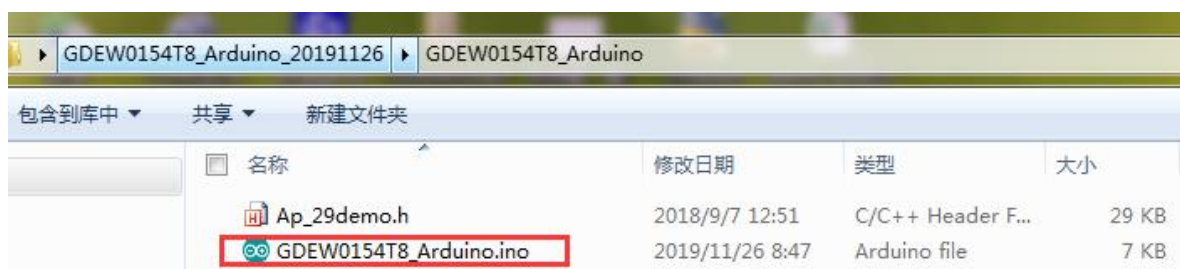 GDEW0154T8_Arduino_20191126 GDEW0154T8_Arduino
包含到库中 共享 新建文件夹
名称 修改日期 类型 大小
Ap_29demo.h 2018/9/7 12:51 C/C++ Header F... 29 KB
GDEW0154T8_Arduino.ino 2019/11/26 8:47 Arduino file 7 KB